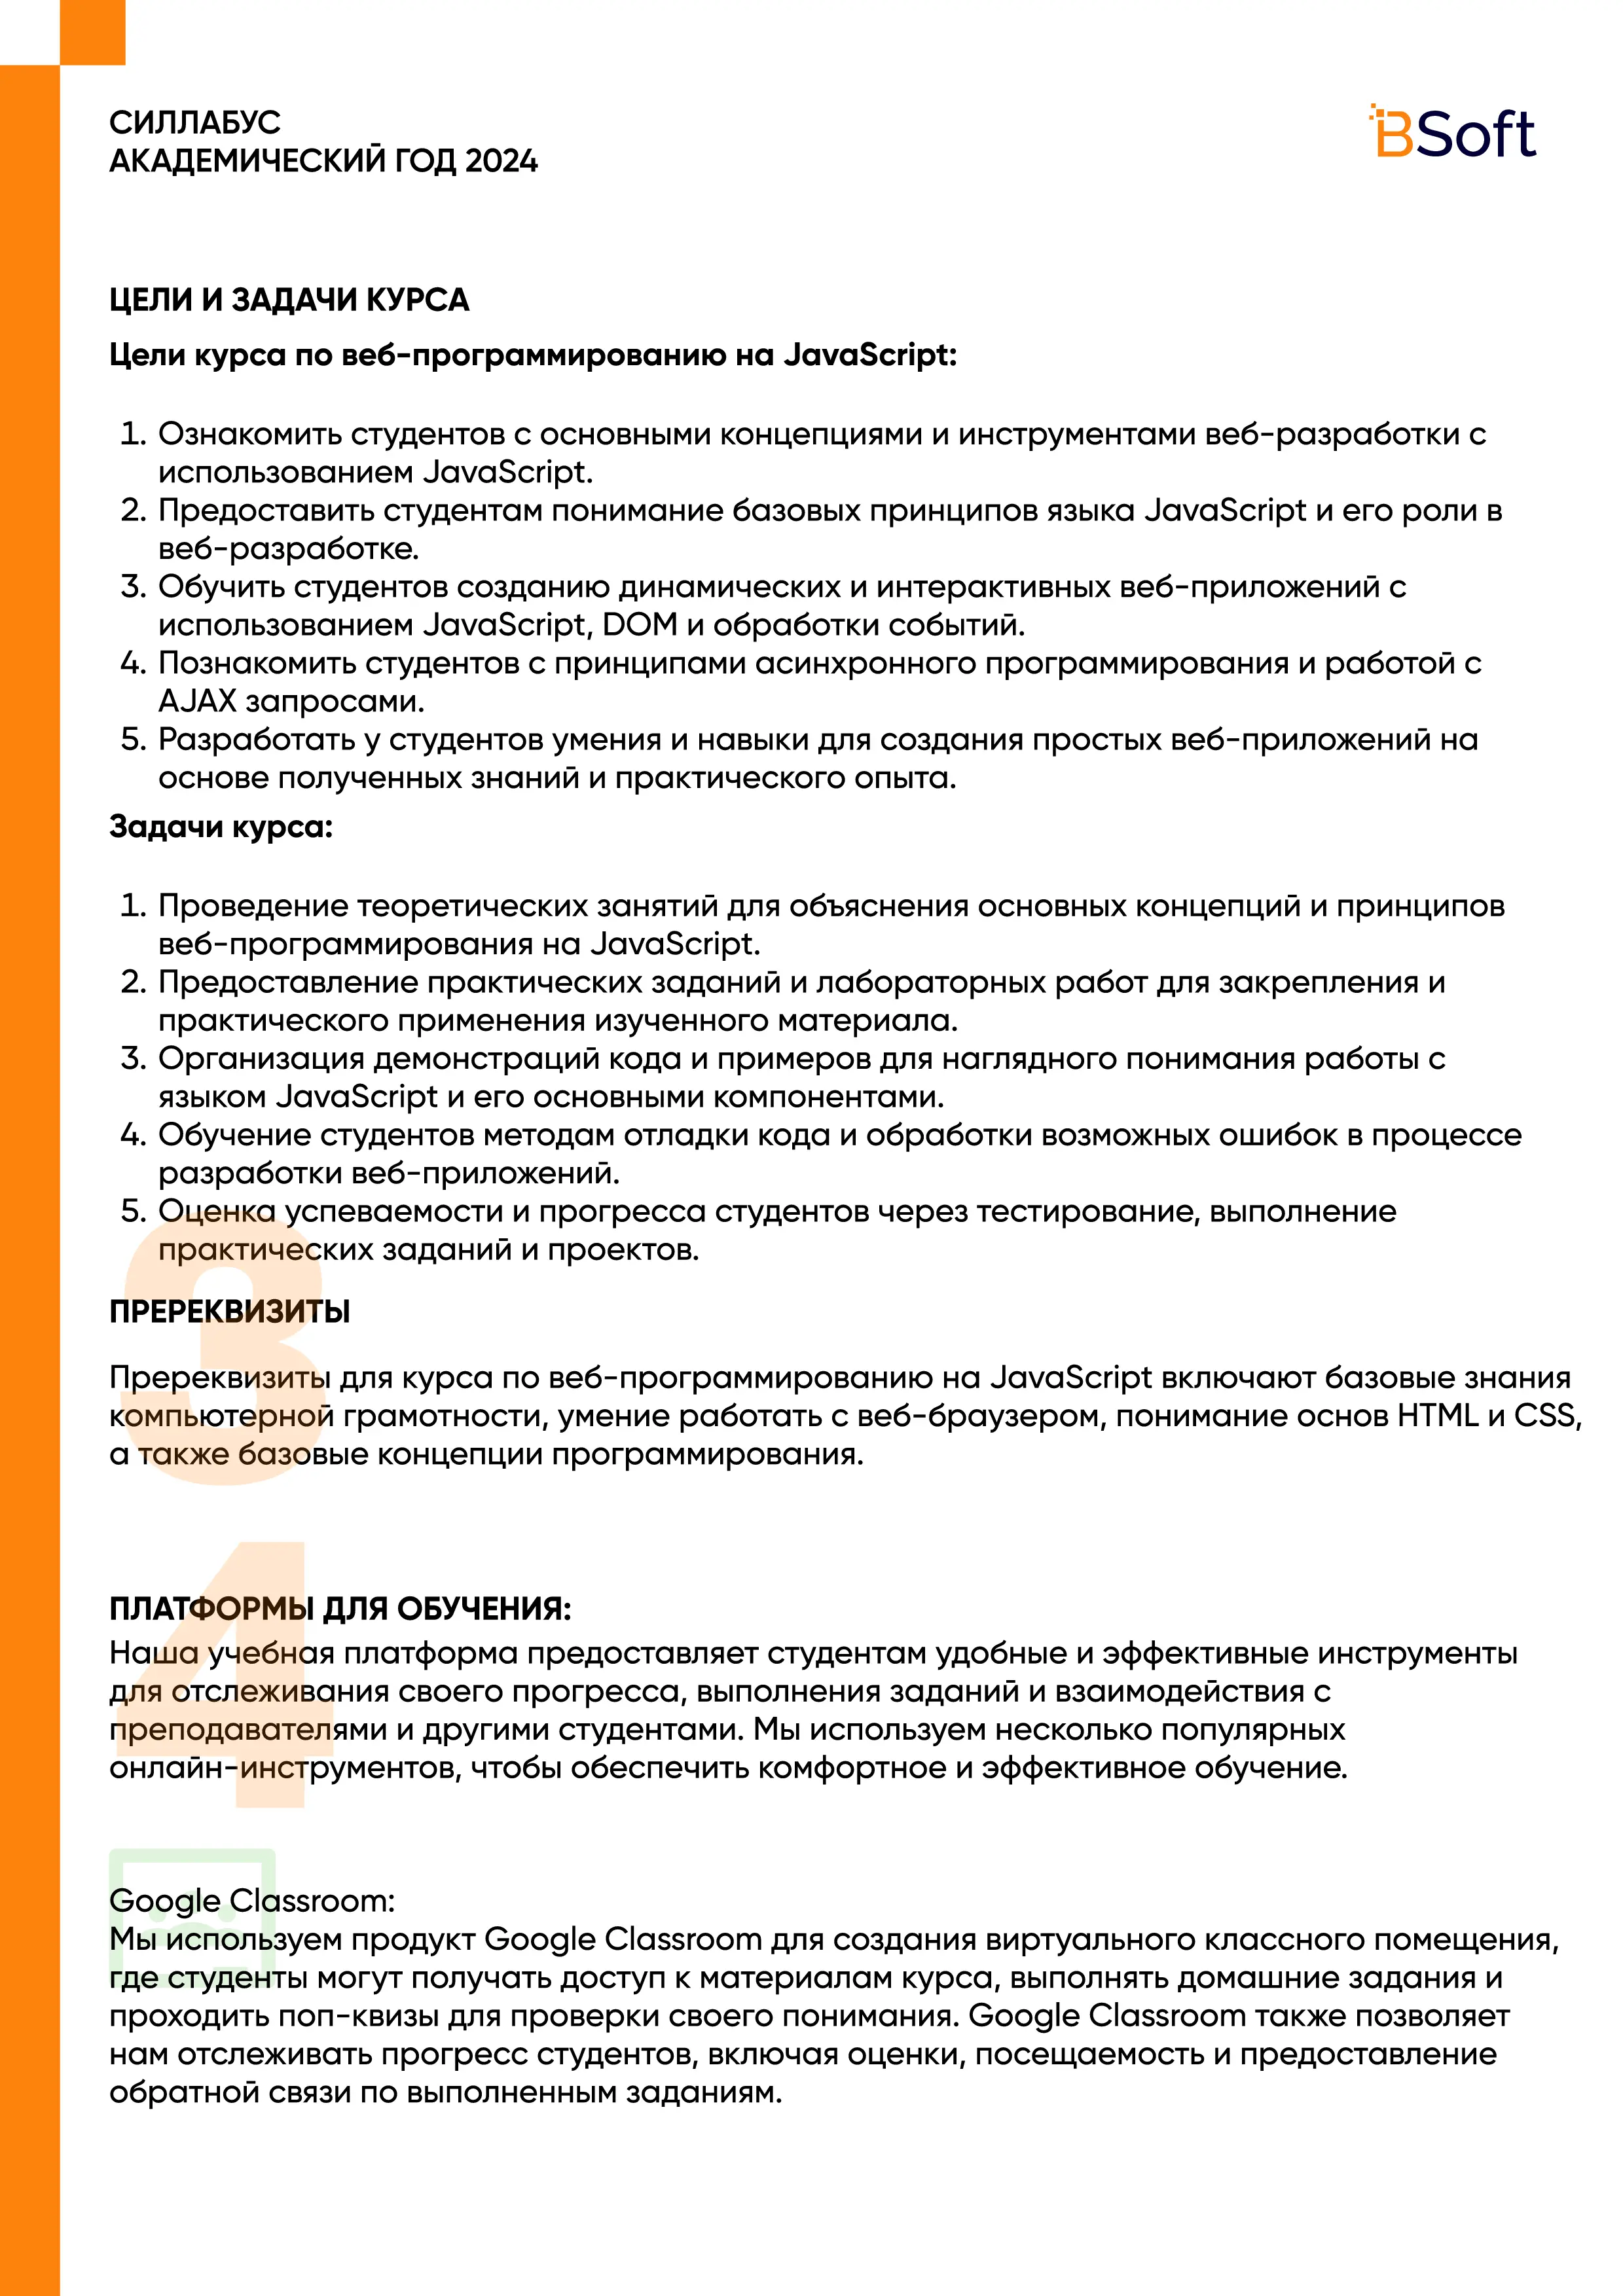 СИЛЛАБУС
АКАДЕМИЧЕСКИЙ ГОД 2024
BSoft
ЦЕЛИ И ЗАДАЧИ КУРСА
Цели курса по веб-программированию на JavaScript:
1. Ознакомить студентов с основными концепциями и инструментами веб-разработки с
использованием JavaScript.
2. Предоставить студентам понимание базовых принципов языка JavaScript и его роли в
веб-разработке.
3. Обучить студентов созданию динамических и интерактивных веб-приложений с
использованием JavaScript, DOM и обработки событий.
4. Познакомить студентов с принципами асинхронного программирования и работой с
AJAX запросами.
5. Разработать у студентов умения и навыки для создания простых веб-приложений на
основе полученных знаний и практического опыта.
Задачи курса:
1. Проведение теоретических занятий для объяснения основных концепций и принципов
веб-программирования на JavaScript.
2. Предоставление практических заданий и лабораторных работ для закрепления и
практического применения изученного материала.
3. Организация демонстраций кода и примеров для наглядного понимания работы с
языком JavaScript и его основными компонентами.
4. Обучение студентов методам отладки кода и обработки возможных ошибок в процессе
разработки веб-приложений.
5. Оценка успеваемости и прогресса студентов через тестирование, выполнение
практических заданий и проектов.
3
ПРЕРЕКВИЗИТЫ
Пререквизиты для курса по веб-программированию на JavaScript включают базовые знания
компьютерной грамотности, умение работать с веб-браузером, понимание основ HTML и CSS,
а также базовые концепции программирования.
4
ПЛАТФОРМЫ ДЛЯ ОБУЧЕНИЯ:
Наша учебная платформа предоставляет студентам удобные и эффективные инструменты
для отслеживания своего прогресса, выполнения заданий и взаимодействия с
преподавателями и другими студентами. Мы используем несколько популярных
онлайн-инструментов, чтобы обеспечить комфортное и эффективное обучение.
Google Classroom:
Мы используем продукт Google Classroom для создания виртуального классного помещения,
где студенты могут получать доступ к материалам курса, выполнять домашние задания и
проходить поп-квизы для проверки своего понимания. Google Classroom также позволяет
нам отслеживать прогресс студентов, включая оценки, посещаемость и предоставление
обратной связи по выполненным заданиям.